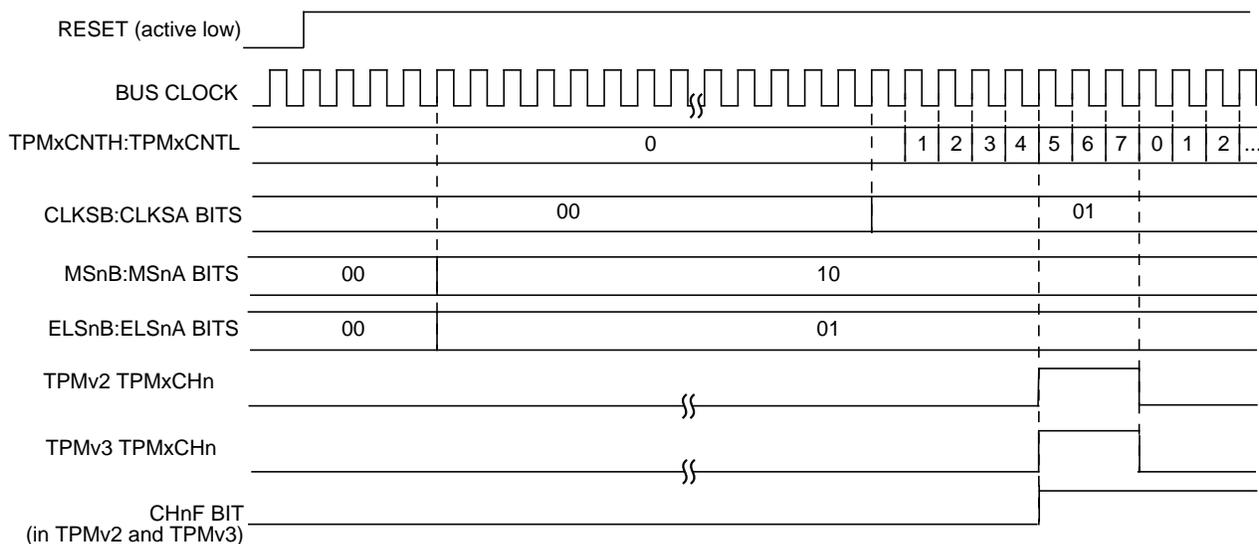 RESET (active low)
BUS CLOCK
TPMxCNTH:TPMxCNTL 0 1 2 3 4 5 6 7 0 1 2 ...
CLKSB:CLKSA BITS 00 01
MSnB:MSnA BITS 00 10
ELSnB:ELSnA BITS 00 01
TPMv2 TPMxCHn
TPMv3 TPMxCHn
CHnF BIT
(in TPMv2 and TPMv3)